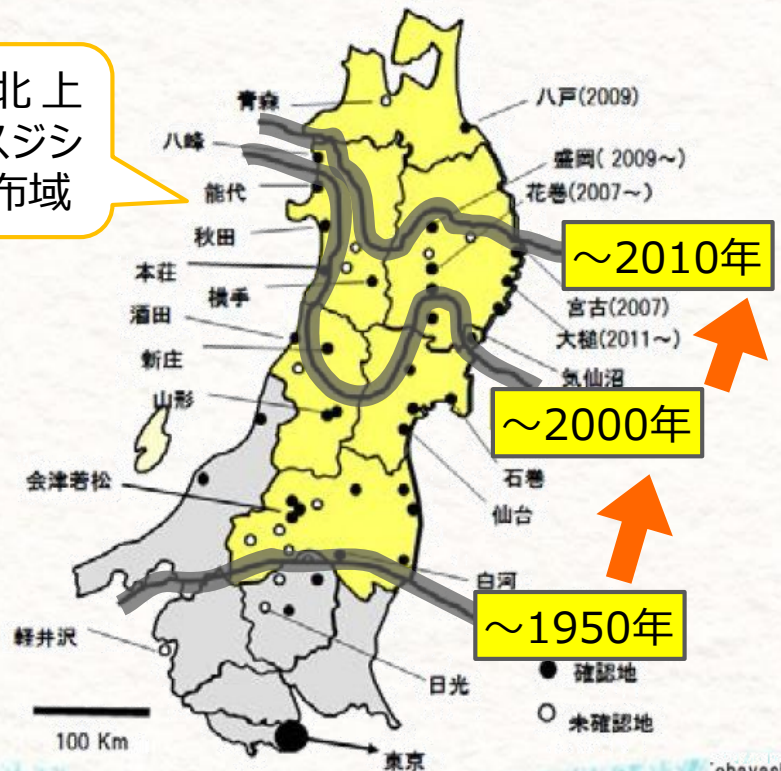 北上
スジシ
布域
青森
八戸(2009)
八峰
盛岡( 2009～)
能代
花巻(2007～)
秋田
～2010年
本荘
横手
宮古(2007)
酒田
大槌(2011～)
新庄
気仙沼
山形
～2000年
石巻
会津若松
仙台
白河
～1950年
軽井沢
日光
● 確認地
○ 未確認地
100 Km
東京